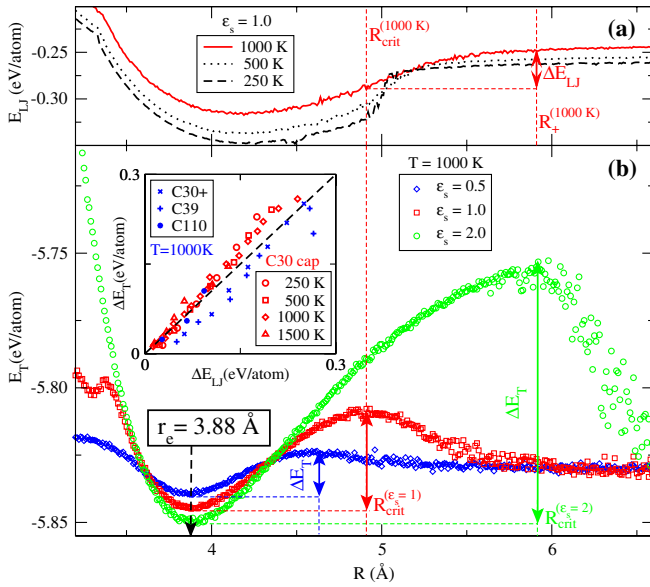 (a)
ε_s = 1.0
1000 K
500 K
250 K
R_crit^(1000 K)
ΔE_LJ
R_+^(1000 K)
E_LJ (eV/atom)
-0.25
-0.30
(b)
T = 1000 K
ε_s = 0.5
ε_s = 1.0
ε_s = 2.0
0.3
C30+
C39
C110
T=1000K
C30 cap
250 K
500 K
1000 K
1500 K
ΔE_T(eV/atom)
0
0.3
ΔE_LJ(eV/atom)
E_T(eV/atom)
-5.75
-5.80
-5.85
r_e = 3.88 Å
ΔE_T
ΔE_T
R_crit^(ε_s = 1)
R_crit^(ε_s = 2)
4
5
6
R (Å)